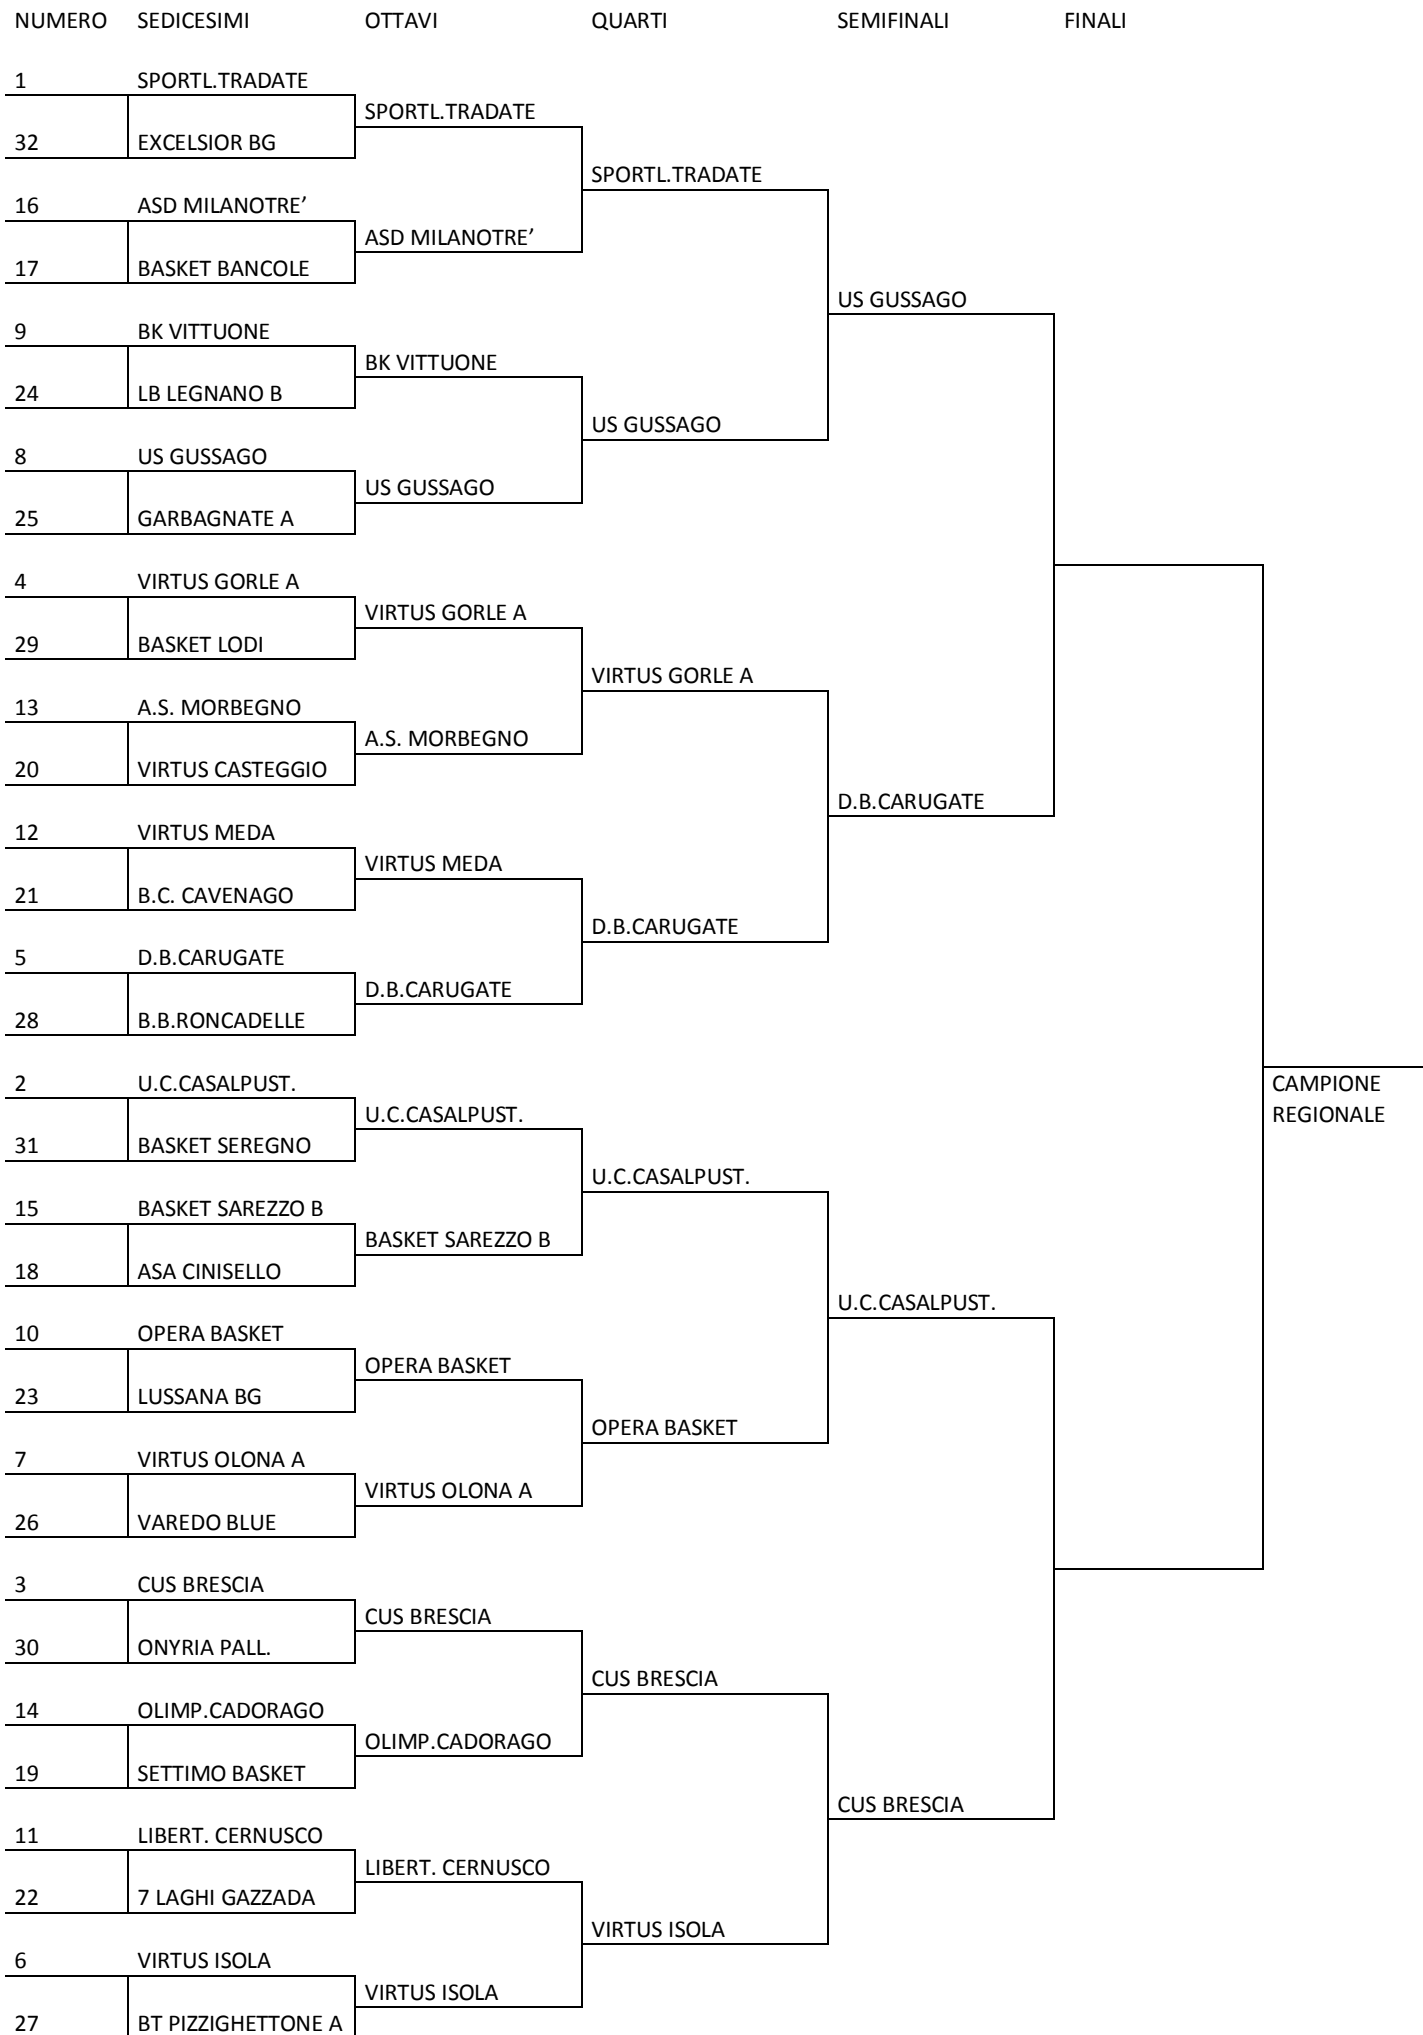 NUMERO SEDICESIMI OTTAVI QUARTI SEMIFINALI FINALI
1 SPORTL.TRADATE
SPORTL.TRADATE
32 EXCELSIOR BG
SPORTL.TRADATE
16 ASD MILANOTRE’
ASD MILANOTRE’
17 BASKET BANCOLE
US GUSSAGO
9 BK VITTUONE
BK VITTUONE
24 LB LEGNANO B
US GUSSAGO
8 US GUSSAGO
US GUSSAGO
25 GARBAGNATE A
4 VIRTUS GORLE A
VIRTUS GORLE A
29 BASKET LODI
VIRTUS GORLE A
13 A.S. MORBEGNO
A.S. MORBEGNO
20 VIRTUS CASTEGGIO
D.B.CARUGATE
12 VIRTUS MEDA
VIRTUS MEDA
21 B.C. CAVENAGO
D.B.CARUGATE
5 D.B.CARUGATE
D.B.CARUGATE
28 B.B.RONCADELLE
2 U.C.CASALPUST. CAMPIONE
U.C.CASALPUST. REGIONALE
31 BASKET SEREGNO
U.C.CASALPUST.
15 BASKET SAREZZO B
BASKET SAREZZO B
18 ASA CINISELLO
U.C.CASALPUST.
10 OPERA BASKET
OPERA BASKET
23 LUSSANA BG
OPERA BASKET
7 VIRTUS OLONA A
VIRTUS OLONA A
26 VAREDO BLUE
3 CUS BRESCIA
CUS BRESCIA
30 ONYRIA PALL.
CUS BRESCIA
14 OLIMP.CADORAGO
OLIMP.CADORAGO
19 SETTIMO BASKET
CUS BRESCIA
11 LIBERT. CERNUSCO
LIBERT. CERNUSCO
22 7 LAGHI GAZZADA
VIRTUS ISOLA
6 VIRTUS ISOLA
VIRTUS ISOLA
27 BT PIZZIGHETTONE A